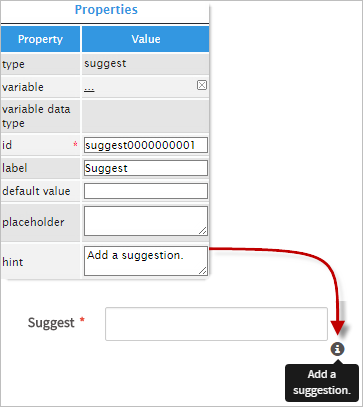 Properties
Property Value
type suggest
variable ...
variable data
type
id * suggest0000000001
label Suggest
default value
placeholder
hint Add a suggestion.
Suggest *
Add a
suggestion.